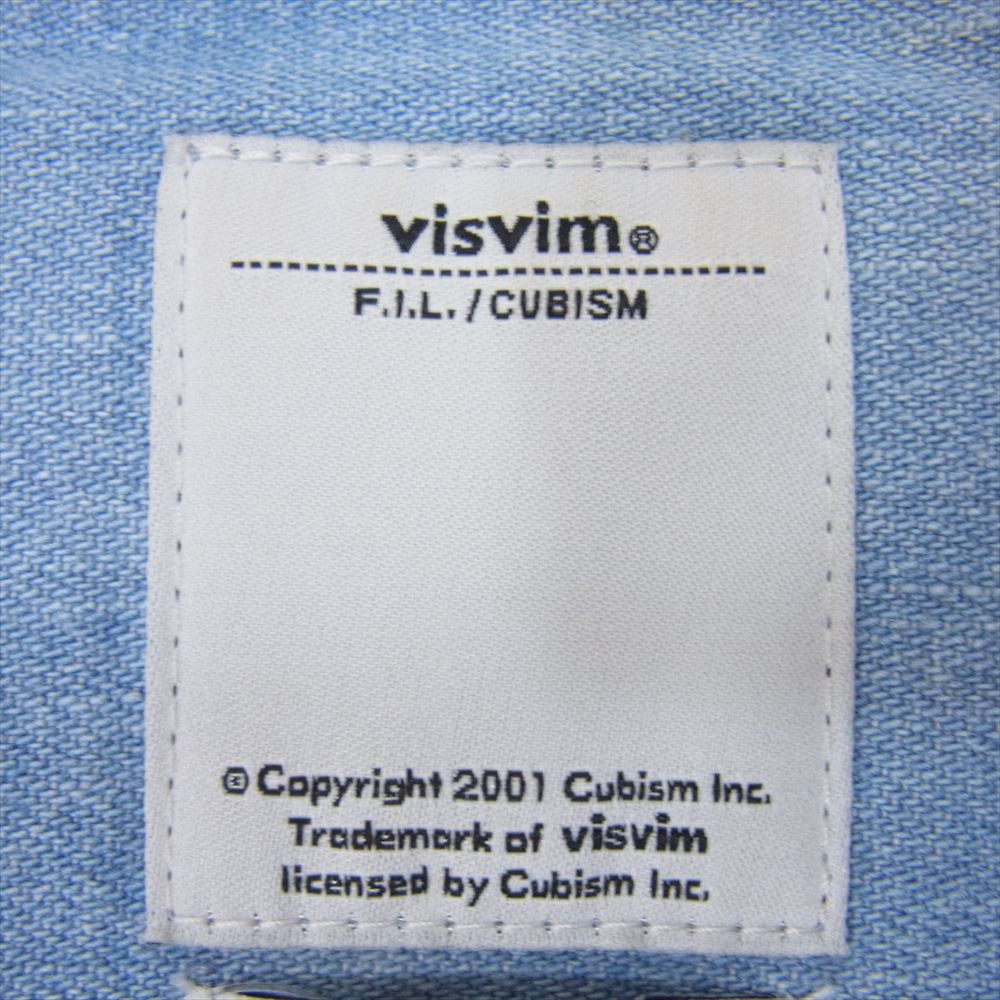 visvim®
F.I.L./CUBISM
© Copyright 2001 Cubism Inc.
Trademark of visvim
licensed by Cubism Inc.